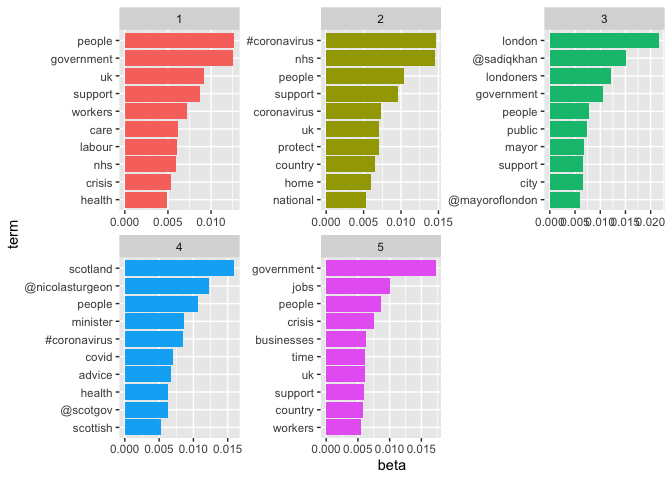 1
people
government
uk
support
workers
care
labour
nhs
crisis
health
0.000 0.005 0.010
2
#coronavirus
nhs
people
support
coronavirus
uk
protect
country
home
national
0.000 0.005 0.010 0.015
3
london
@sadiqkhan
londoners
government
people
public
mayor
support
city
@mayoroflondon
0.000 0.005 0.010 0.015 0.020
term
4
scotland
@nicolasturgeon
people
minister
#coronavirus
covid
advice
health
@scotgov
scottish
0.000 0.005 0.010 0.015
5
government
jobs
people
crisis
businesses
time
uk
support
country
workers
0.000 0.005 0.010 0.015
beta